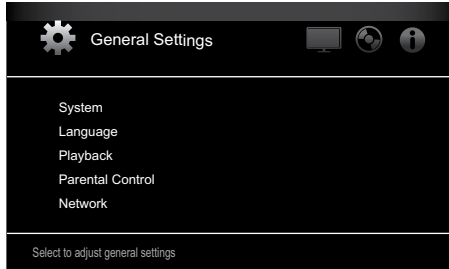 General Settings
System
Language
Playback
Parental Control
Network
Select to adjust general settings